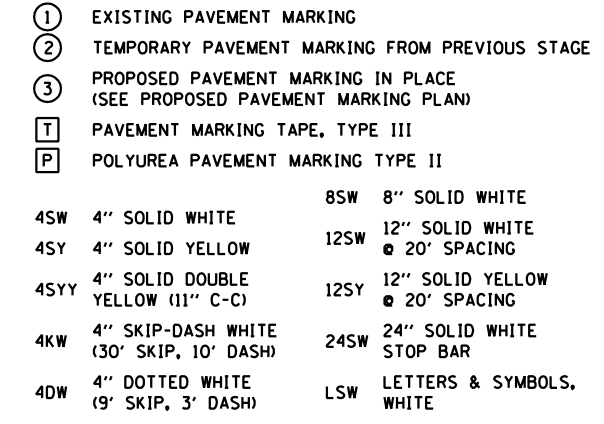 1 EXISTING PAVEMENT MARKING
2 TEMPORARY PAVEMENT MARKING FROM PREVIOUS STAGE
3 PROPOSED PAVEMENT MARKING IN PLACE
(SEE PROPOSED PAVEMENT MARKING PLAN)
T PAVEMENT MARKING TAPE, TYPE III
P POLYUREA PAVEMENT MARKING TYPE II
4SW 4'' SOLID WHITE
4SY 4'' SOLID YELLOW
4SYY 4'' SOLID DOUBLE
YELLOW (11'' C-C)
4KW 4'' SKIP-DASH WHITE
(30' SKIP, 10' DASH)
4DW 4'' DOTTED WHITE
(9' SKIP, 3' DASH)
8SW 8'' SOLID WHITE
12SW 12'' SOLID WHITE
@ 20' SPACING
12SY 12'' SOLID YELLOW
@ 20' SPACING
24SW 24'' SOLID WHITE
STOP BAR
LSW LETTERS & SYMBOLS,
WHITE